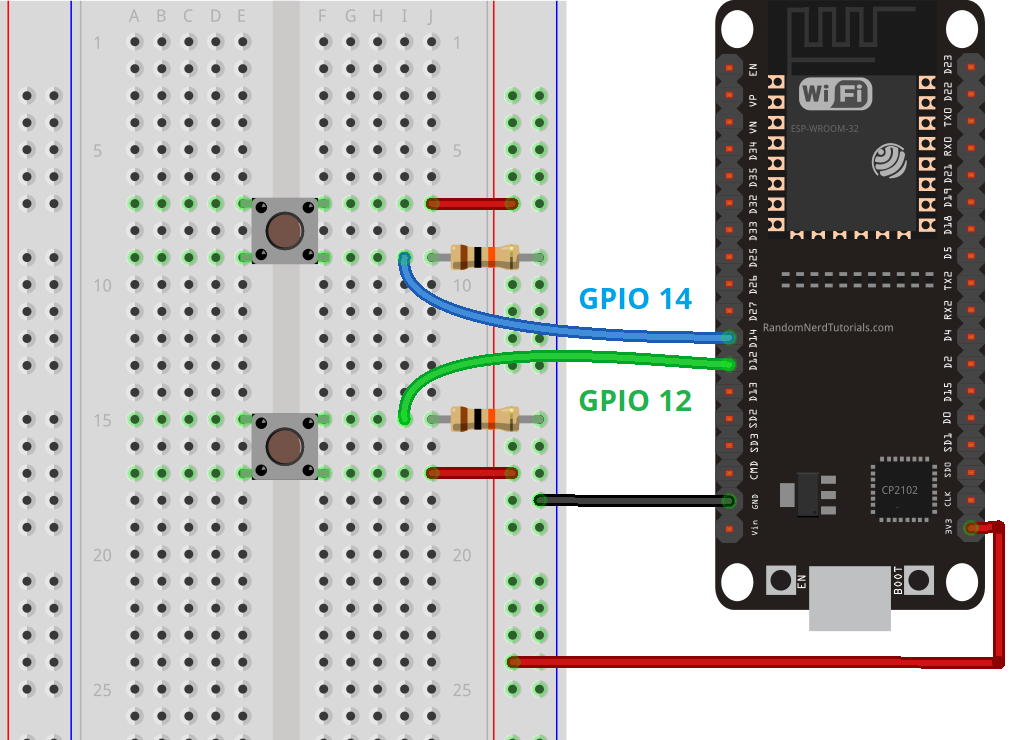 A B C D E F G H I J
1 1
5 5
10 10
15
20 20
25 25
GPIO 14
GPIO 12
EN
VP
VN
D34
D35
D32
D33
D25
D26
D27
D14
D12
D13
SD2
SD3
CMD
GND
Vin
WiFi
ESP-WROOM-32
RandomNerdTutorials.com
CP2102
EN
BOOT
D23
D22
TX0
RX0
D21
D19
D18
D5
TX2
RX2
D4
D2
D15
D0
SD1
SD0
CLK
3V3